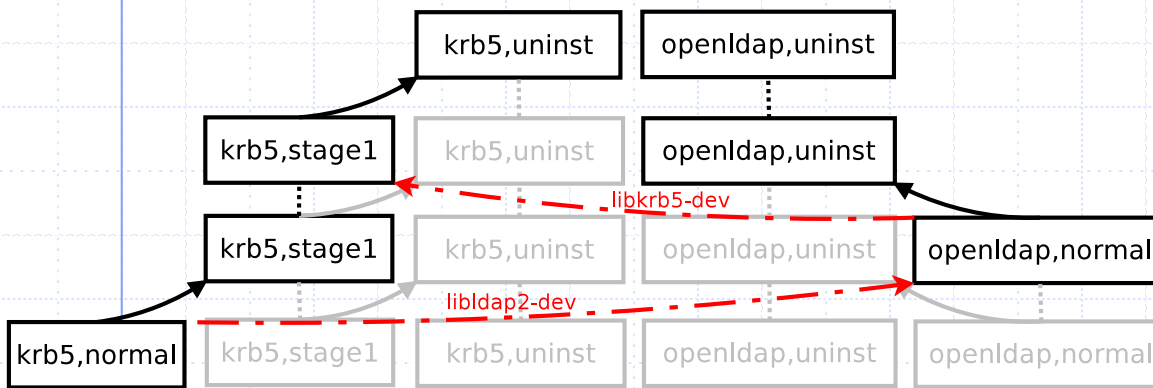 krb5,uninst openldap,uninst
krb5,stage1 krb5,uninst openldap,uninst
libkrb5-dev
krb5,stage1 krb5,uninst openldap,uninst openldap,normal
libldap2-dev
krb5,normal krb5,stage1 krb5,uninst openldap,uninst openldap,normal